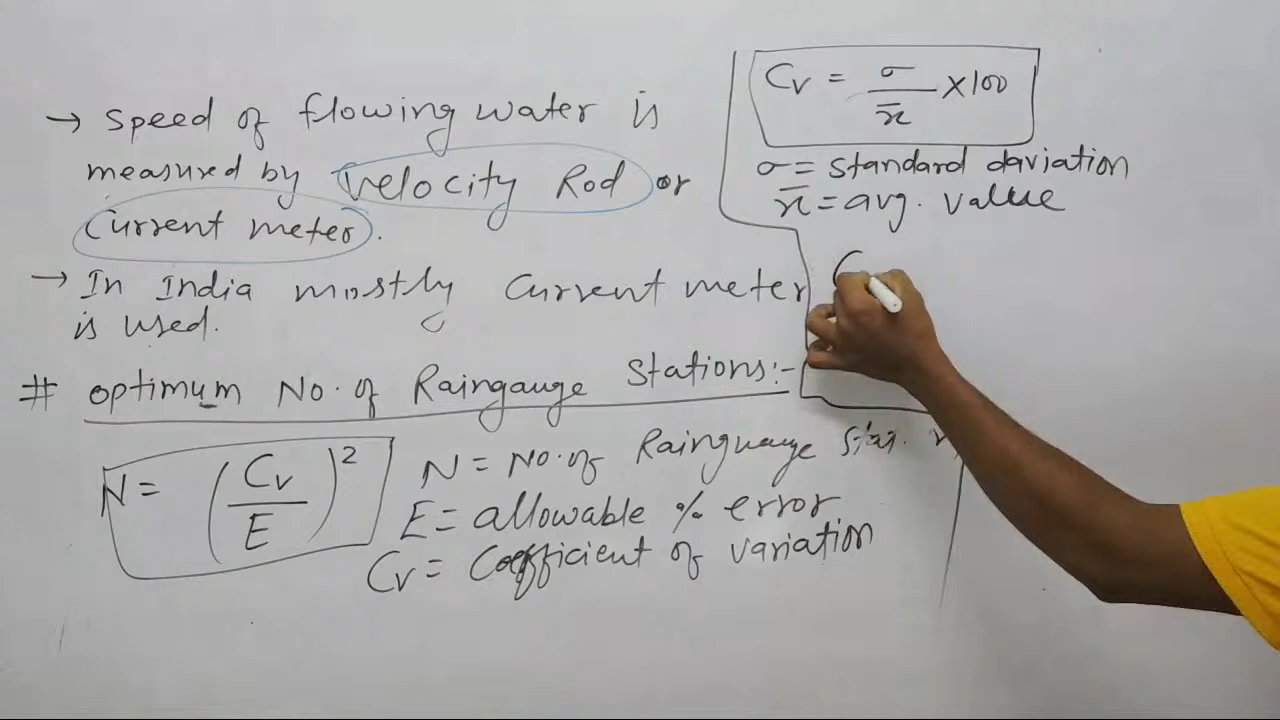 → Speed of flowing water is
measured by Velocity Rod or
Current meter.
→ In India mostly Current meter
is used.
# optimum No. of Raingauge Stations:-
N = (Cv/E)²
N = No. of Rainguauge
E = allowable % error
Cv = Coefficient of variation
Cv = σ/x̄ ×100
σ = standard daviation
x̄ = avg. value
C